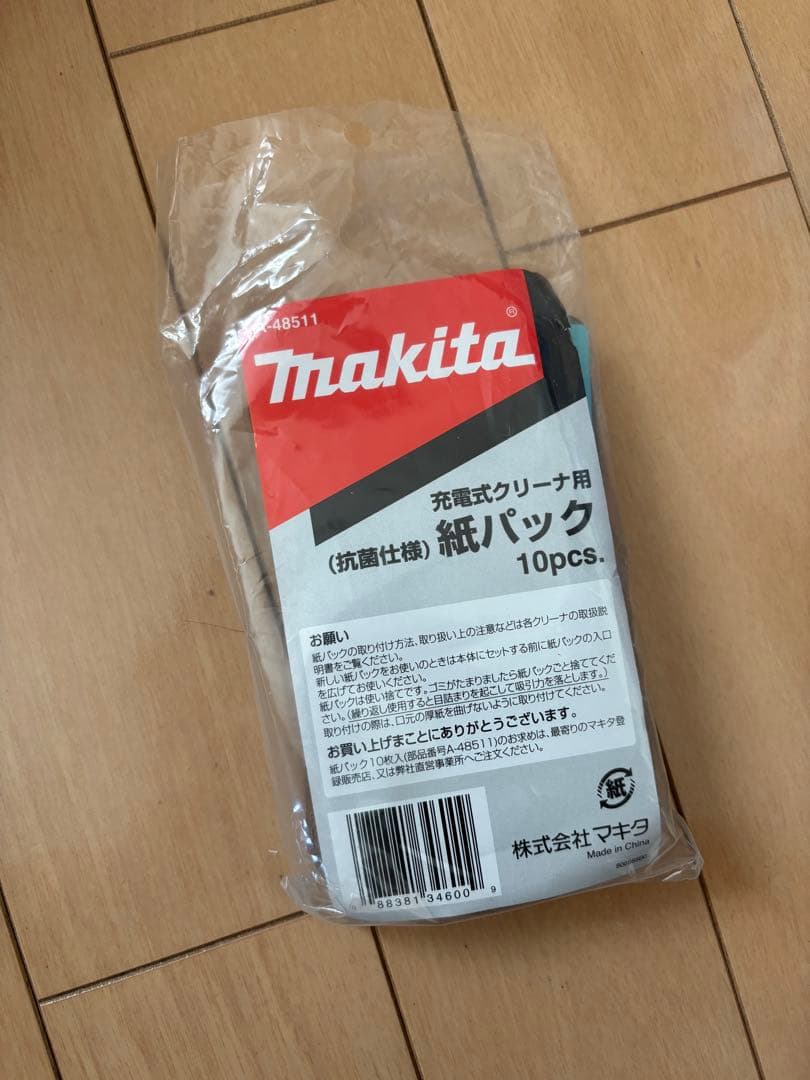 A-48511
makita®
充電式クリーナ用
(抗菌仕様) 紙パック
10pcs.
お願い
紙パックの取り付け方法、取り扱い上の注意などは各クリーナの取扱説
明書をご覧ください。
新しい紙パックをお使いのときは本体にセットする前に紙パックの入口
を広げてお使いください。
紙パックは使い捨てです。ゴミがたまりましたら紙パックごと捨ててくだ
さい。(繰り返し使用すると目詰まりを起こして吸引力を落とします。)
取り付けの際は、口元の厚紙を曲げないように取り付けてください。
お買い上げまことにありがとうございます。
紙パック10枚入(部品番号A-48511)のお求めは、最寄りのマキタ登
録販売店、又は弊社直営事業所へご注文ください。
紙
株式会社マキタ
Made in China
88381 34600 9